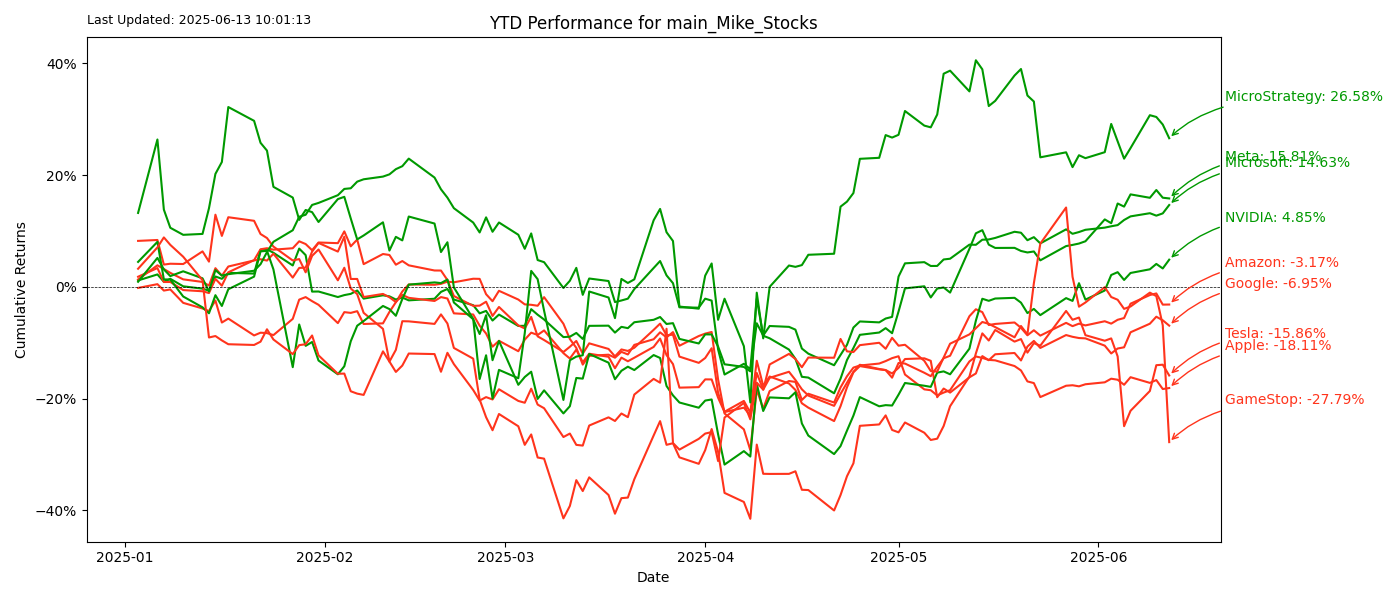 Last Updated: 2025-06-13 10:01:13
YTD Performance for main_Mike_Stocks
Cumulative Returns
40%
20%
0%
−20%
−40%
MicroStrategy: 26.58%
Meta: 15.81%
Microsoft: 14.63%
NVIDIA: 4.85%
Amazon: -3.17%
Google: -6.95%
Tesla: -15.86%
Apple: -18.11%
GameStop: -27.79%
2025-01
2025-02
2025-03
2025-04
2025-05
2025-06
Date